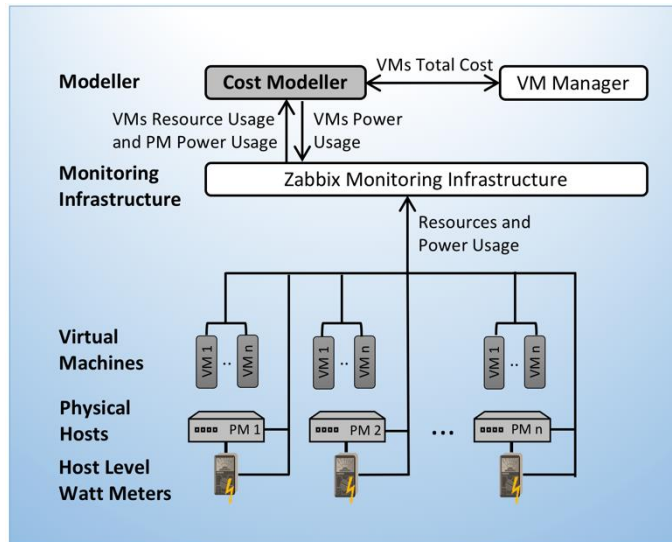 Modeller
Cost Modeller
VMs Total Cost
VM Manager
VMs Resource Usage
and PM Power Usage
VMs Power
Usage
Monitoring
Infrastructure
Zabbix Monitoring Infrastructure
Resources and
Power Usage
Virtual
Machines
VM 1
..
VM n
VM 1
..
VM n
VM 1
..
VM n
Physical
Hosts
PM 1
PM 2
...
PM n
Host Level
Watt Meters